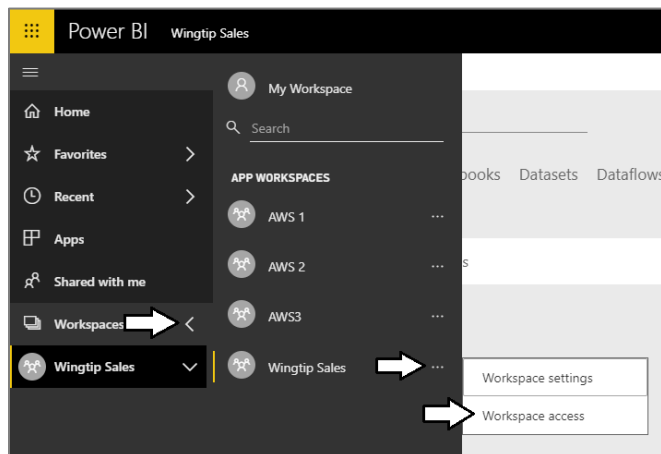 Power BI Wingtip Sales
Home
Favorites
Recent
Apps
Shared with me
Workspaces
Wingtip Sales
My Workspace
Search
APP WORKSPACES
AWS 1
AWS 2
AWS3
Wingtip Sales
Datasets Dataflows
s
Workspace settings
Workspace access